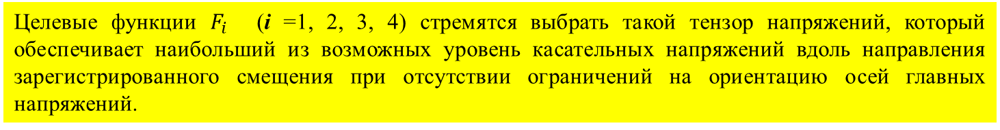 Целевые функции Fᵢ (i =1, 2, 3, 4) стремятся выбрать такой тензор напряжений, который
обеспечивает наибольший из возможных уровень касательных напряжений вдоль направления
зарегистрированного смещения при отсутствии ограничений на ориентацию осей главных
напряжений.